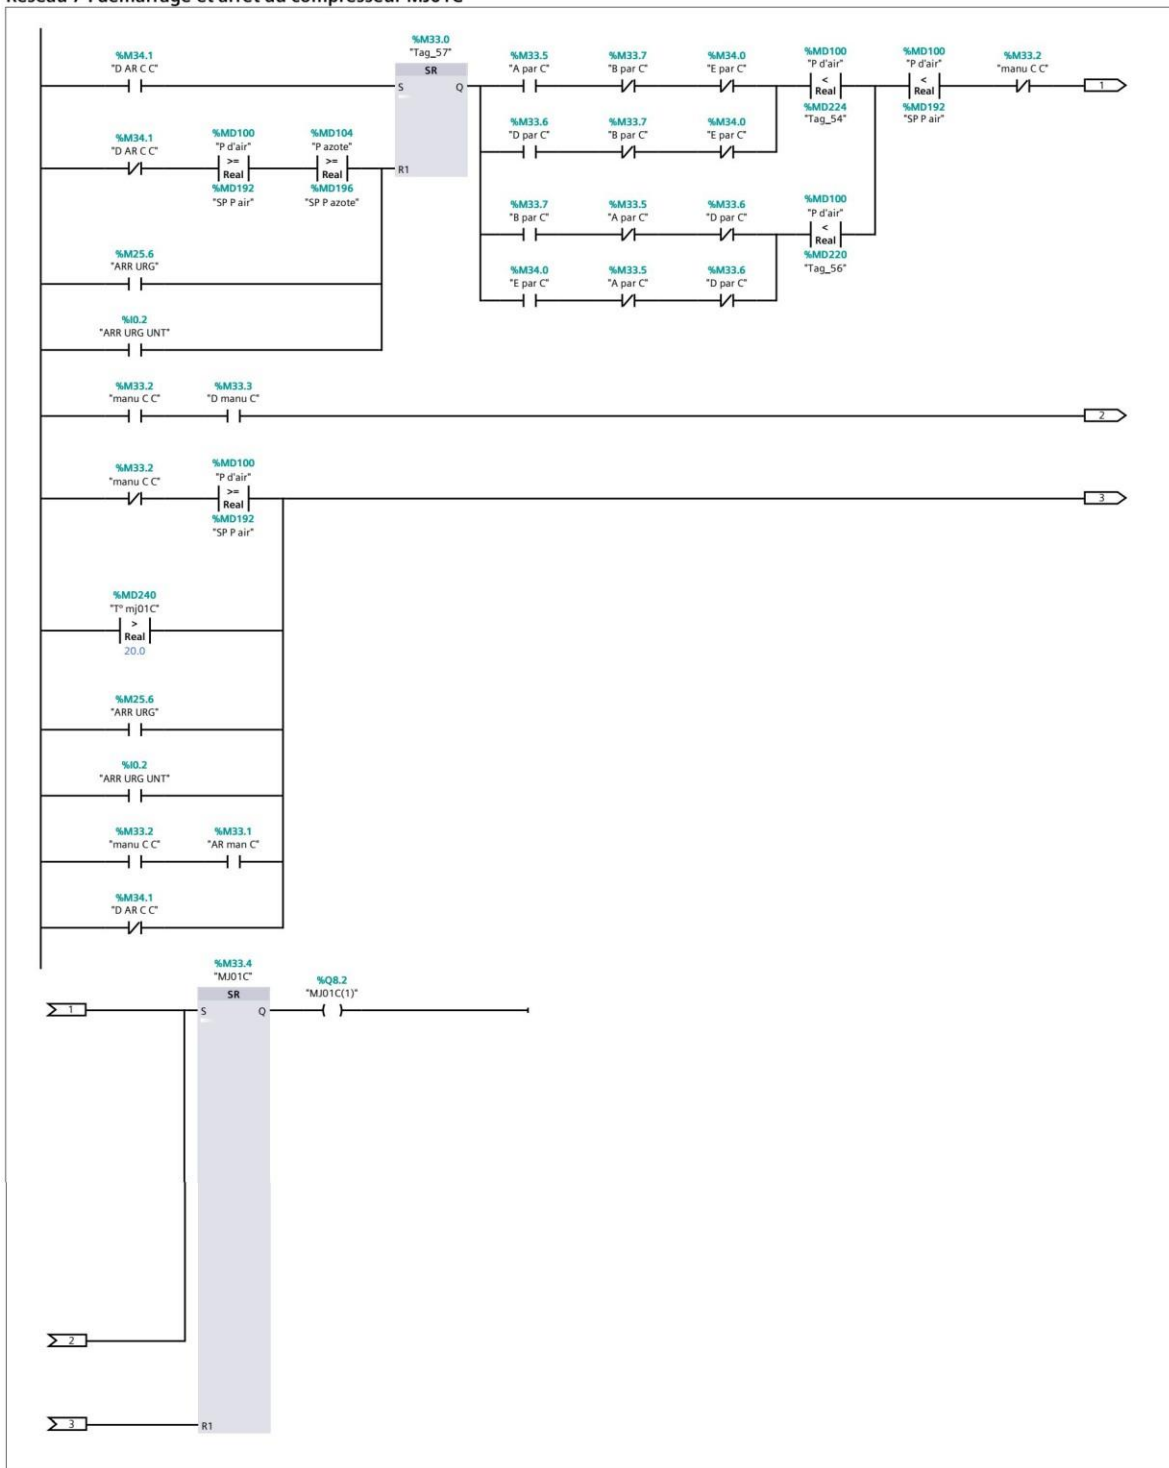 Réseau 7 : démarrage et arrêt du compresseur MJ01C
%M33.0
"Tag_57"
%M34.1 %M33.5 %M33.7 %M34.0 %MD100 %MD100 %M33.2
"D AR C C" "A par C" "B par C" "E par C" "P d'air" "P d'air" "manu C C"
SR
S Q < < 1
Real Real
%MD224 %MD192
"Tag_54" "SP P air"
%M33.6 %M33.7 %M34.0
"D par C" "B par C" "E par C"
%M34.1 %MD100 %MD104
"D AR C C" "P d'air" "P azote"
>= >=
Real Real R1
%MD192 %MD196
"SP P air" "SP P azote"
%M33.7 %M33.5 %M33.6 %MD100
"B par C" "A par C" "D par C" "P d'air"
<
Real
%MD220
"Tag_56"
%M25.6
"ARR URG"
%M34.0 %M33.5 %M33.6
"E par C" "A par C" "D par C"
%I0.2
"ARR URG UNT"
%M33.2 %M33.3
"manu C C" "D manu C"
2
%M33.2 %MD100
"manu C C" "P d'air"
>=
Real 3
%MD192
"SP P air"
%MD240
"T° mj01C"
>
Real
20.0
%M25.6
"ARR URG"
%I0.2
"ARR URG UNT"
%M33.2 %M33.1
"manu C C" "AR man C"
%M34.1
"D AR C C"
%M33.4
"MJ01C"
%Q8.2
"MJ01C(1)"
SR
1 S Q
2
3 R1